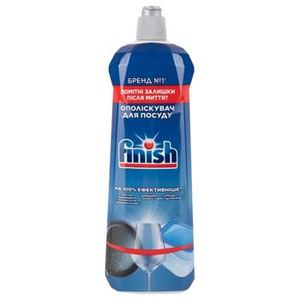 БРЕНД №1
ПОМІТНІ ЗАЛИШКИ
ПІСЛЯ МИТТЯ?
ОПОЛІСКУВАЧ
ДЛЯ ПОСУДУ
finish
НА 100% ЕФЕКТИВНІШЕ